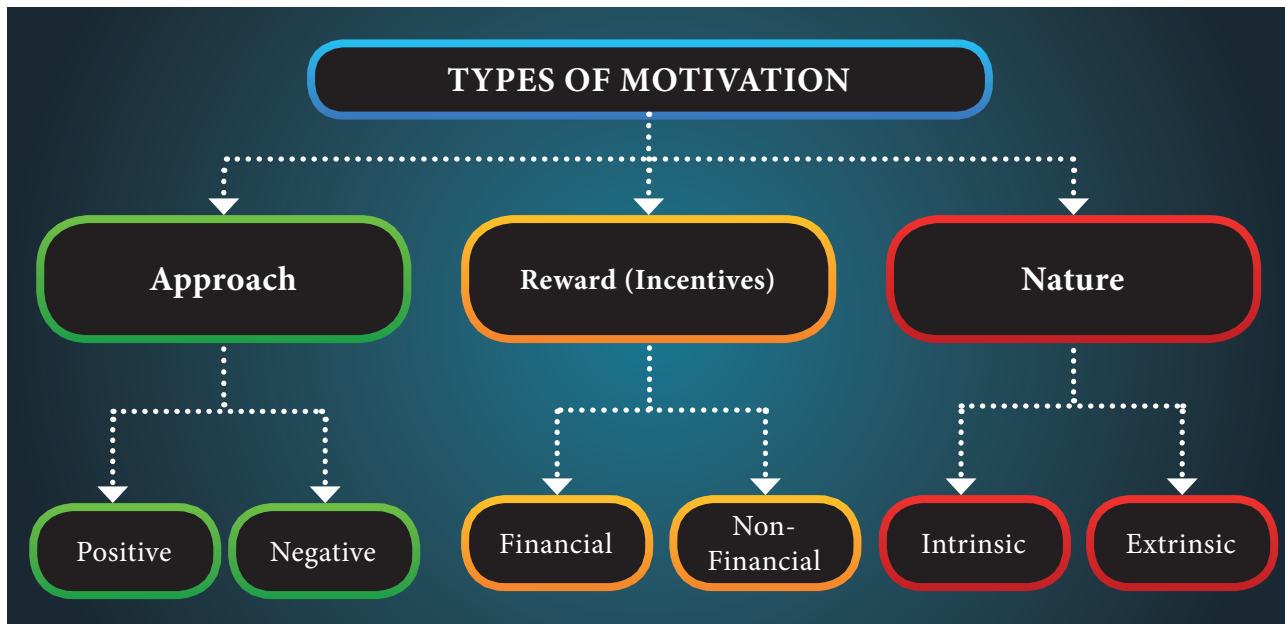 TYPES OF MOTIVATION
Approach
Reward (Incentives)
Nature
Positive
Negative
Financial
Non-
Financial
Intrinsic
Extrinsic